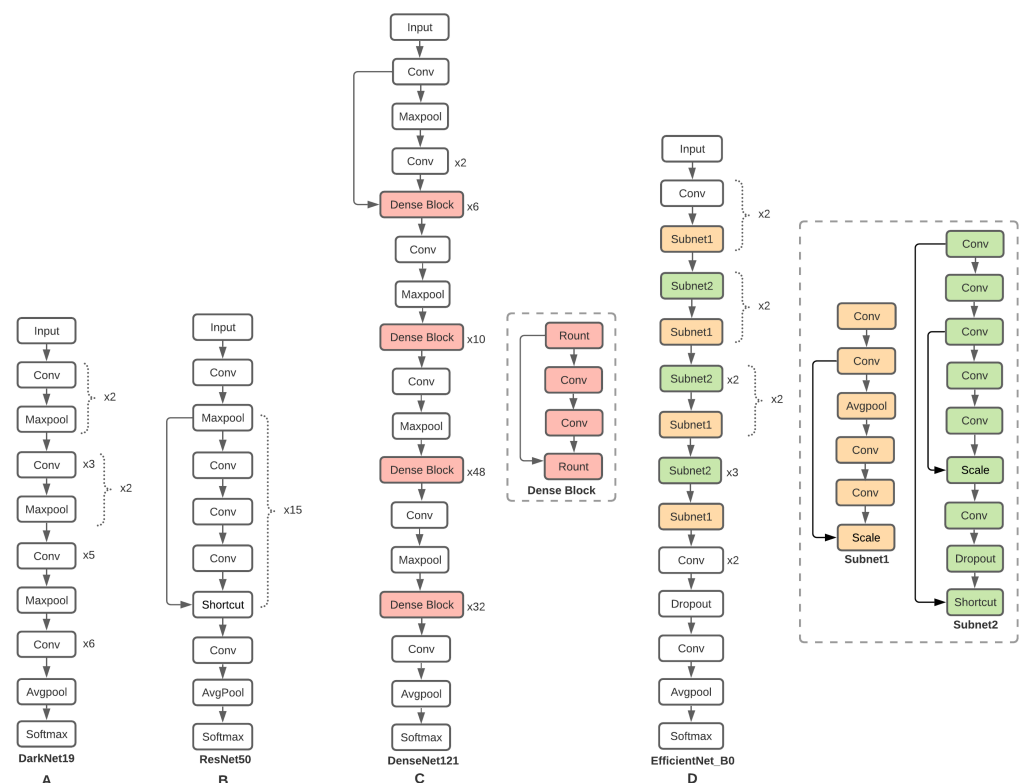 Input
Conv
Maxpool
x2
Conv
x3
Maxpool
x2
Conv
x5
Maxpool
Conv
x6
Avgpool
Softmax
DarkNet19
A
Input
Conv
Maxpool
Conv
Conv
Conv
x15
Shortcut
Conv
AvgPool
Softmax
ResNet50
B
Input
Conv
Maxpool
Conv
x2
Dense Block
x6
Conv
Maxpool
Dense Block
x10
Conv
Maxpool
Dense Block
x48
Conv
Maxpool
Dense Block
x32
Conv
Avgpool
Softmax
DenseNet121
C
Rount
Conv
Conv
Rount
Dense Block
Input
Conv
Subnet1
x2
Subnet2
Subnet1
x2
Subnet2
x2
Subnet1
x2
Subnet2
x3
Subnet1
Conv
x2
Dropout
Conv
Avgpool
Softmax
EfficientNet_B0
D
Conv
Conv
Avgpool
Conv
Conv
Scale
Subnet1
Conv
Conv
Conv
Conv
Conv
Scale
Conv
Dropout
Shortcut
Subnet2